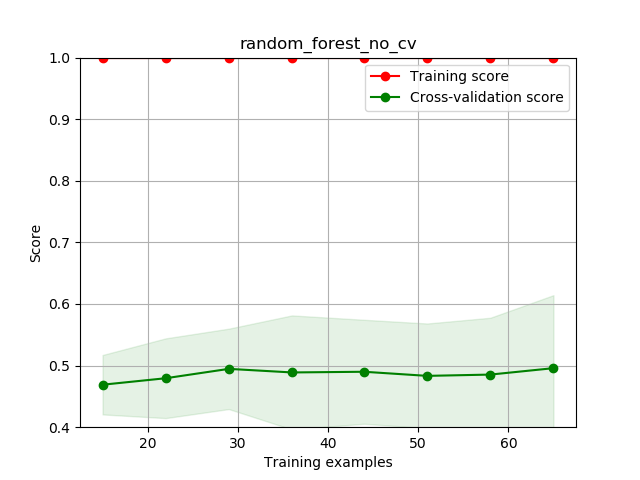 random_forest_no_cv
Training score
Cross-validation score
Score
1.0
0.9
0.8
0.7
0.6
0.5
0.4
20 30 40 50 60
Training examples